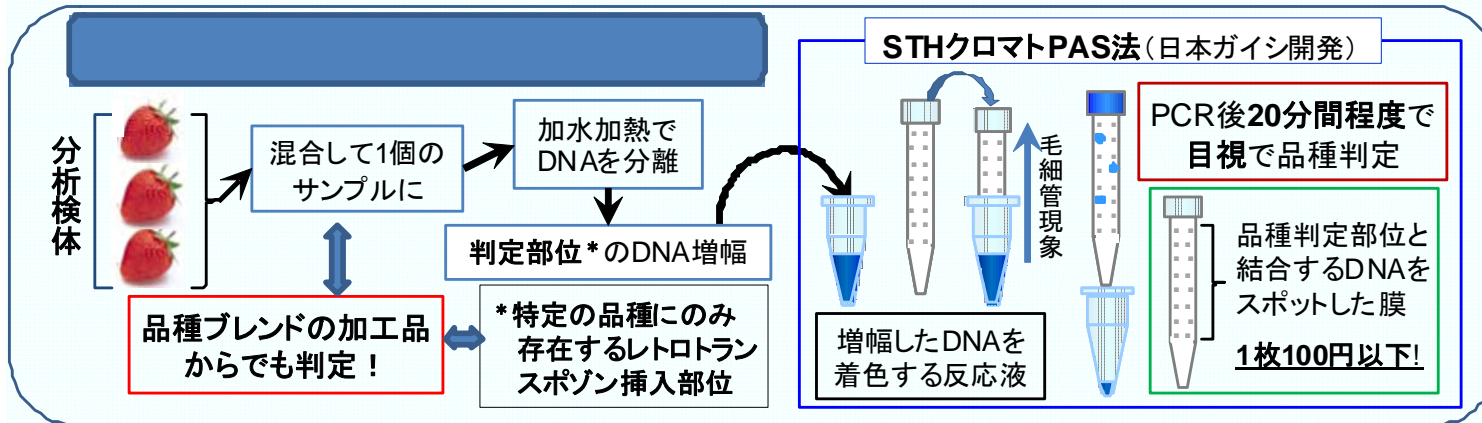 分析検体
混合して1個の
サンプルに
加水加熱で
DNAを分離
判定部位*のDNA増幅
品種ブレンドの加工品
からでも判定！
*特定の品種にのみ
存在するレトロトラン
スポゾン挿入部位
STHクロマトPAS法（日本ガイシ開発）
毛細管現象
増幅したDNAを
着色する反応液
PCR後20分間程度で
目視で品種判定
品種判定部位と
結合するDNAを
スポットした膜
1枚100円以下!